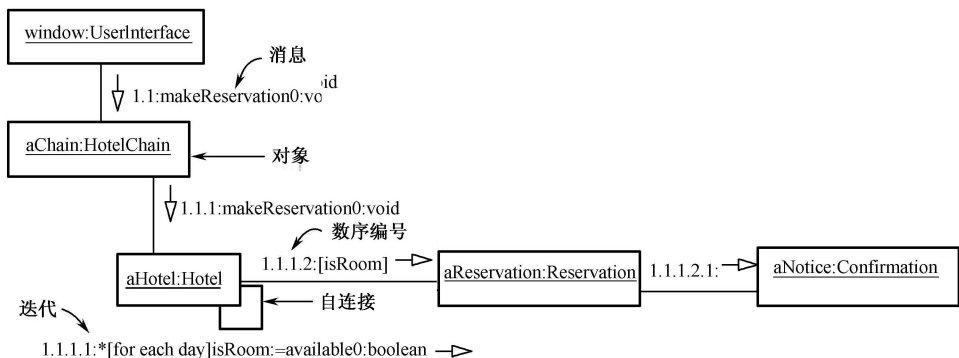 window:UserInterface
消息
1.1:makeReservation0:void
aChain:HotelChain
对象
1.1.1:makeReservation0:void
数序编号
1.1.1.2:[isRoom]
aHotel:Hotel
aReservation:Reservation
1.1.1.2.1:
aNotice:Confirmation
自连接
迭代
1.1.1.1:*[for each day]isRoom:=available0:boolean